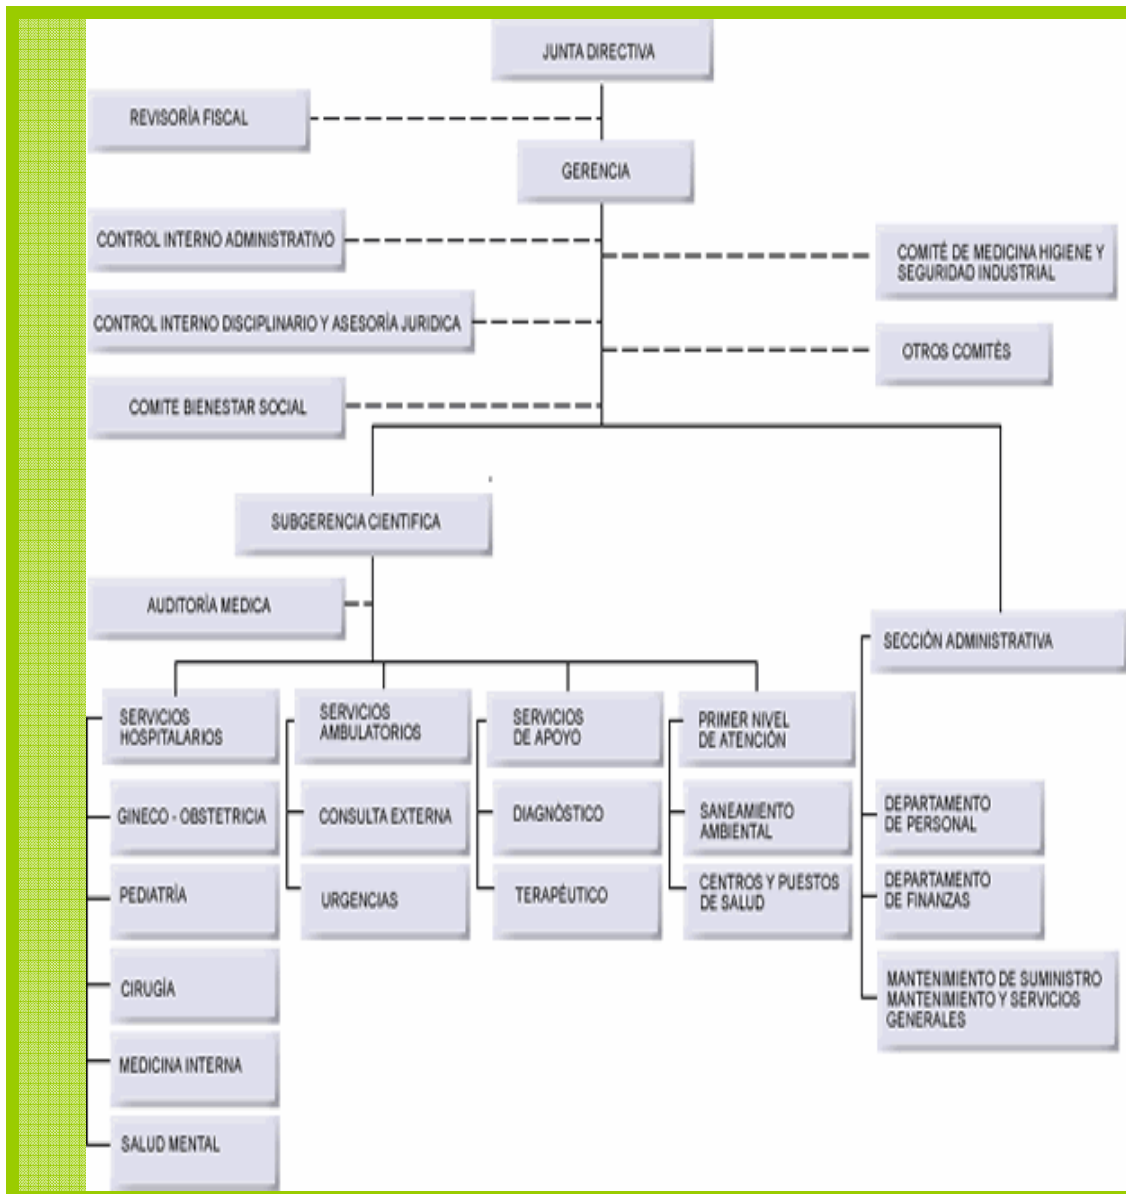 JUNTA DIRECTIVA
REVISORÍA FISCAL
GERENCIA
CONTROL INTERNO ADMINISTRATIVO
COMITÉ DE MEDICINA HIGIENE Y
SEGURIDAD INDUSTRIAL
CONTROL INTERNO DISCIPLINARIO Y ASESORÍA JURIDICA
OTROS COMITÉS
COMITE BIENESTAR SOCIAL
SUBGERENCIA CIENTIFICA
AUDITORÍA MEDICA
SECCIÓN ADMINISTRATIVA
SERVICIOS
HOSPITALARIOS
SERVICIOS
AMBULATORIOS
SERVICIOS
DE APOYO
PRIMER NIVEL
DE ATENCIÓN
GINECO - OBSTETRICIA
CONSULTA EXTERNA
DIAGNÓSTICO
SANEAMIENTO
AMBIENTAL
DEPARTAMENTO
DE PERSONAL
PEDIATRÍA
URGENCIAS
TERAPÉUTICO
CENTROS Y PUESTOS
DE SALUD
DEPARTAMENTO
DE FINANZAS
CIRUGÍA
MANTENIMIENTO DE SUMINISTRO
MANTENIMIENTO Y SERVICIOS
GENERALES
MEDICINA INTERNA
SALUD MENTAL